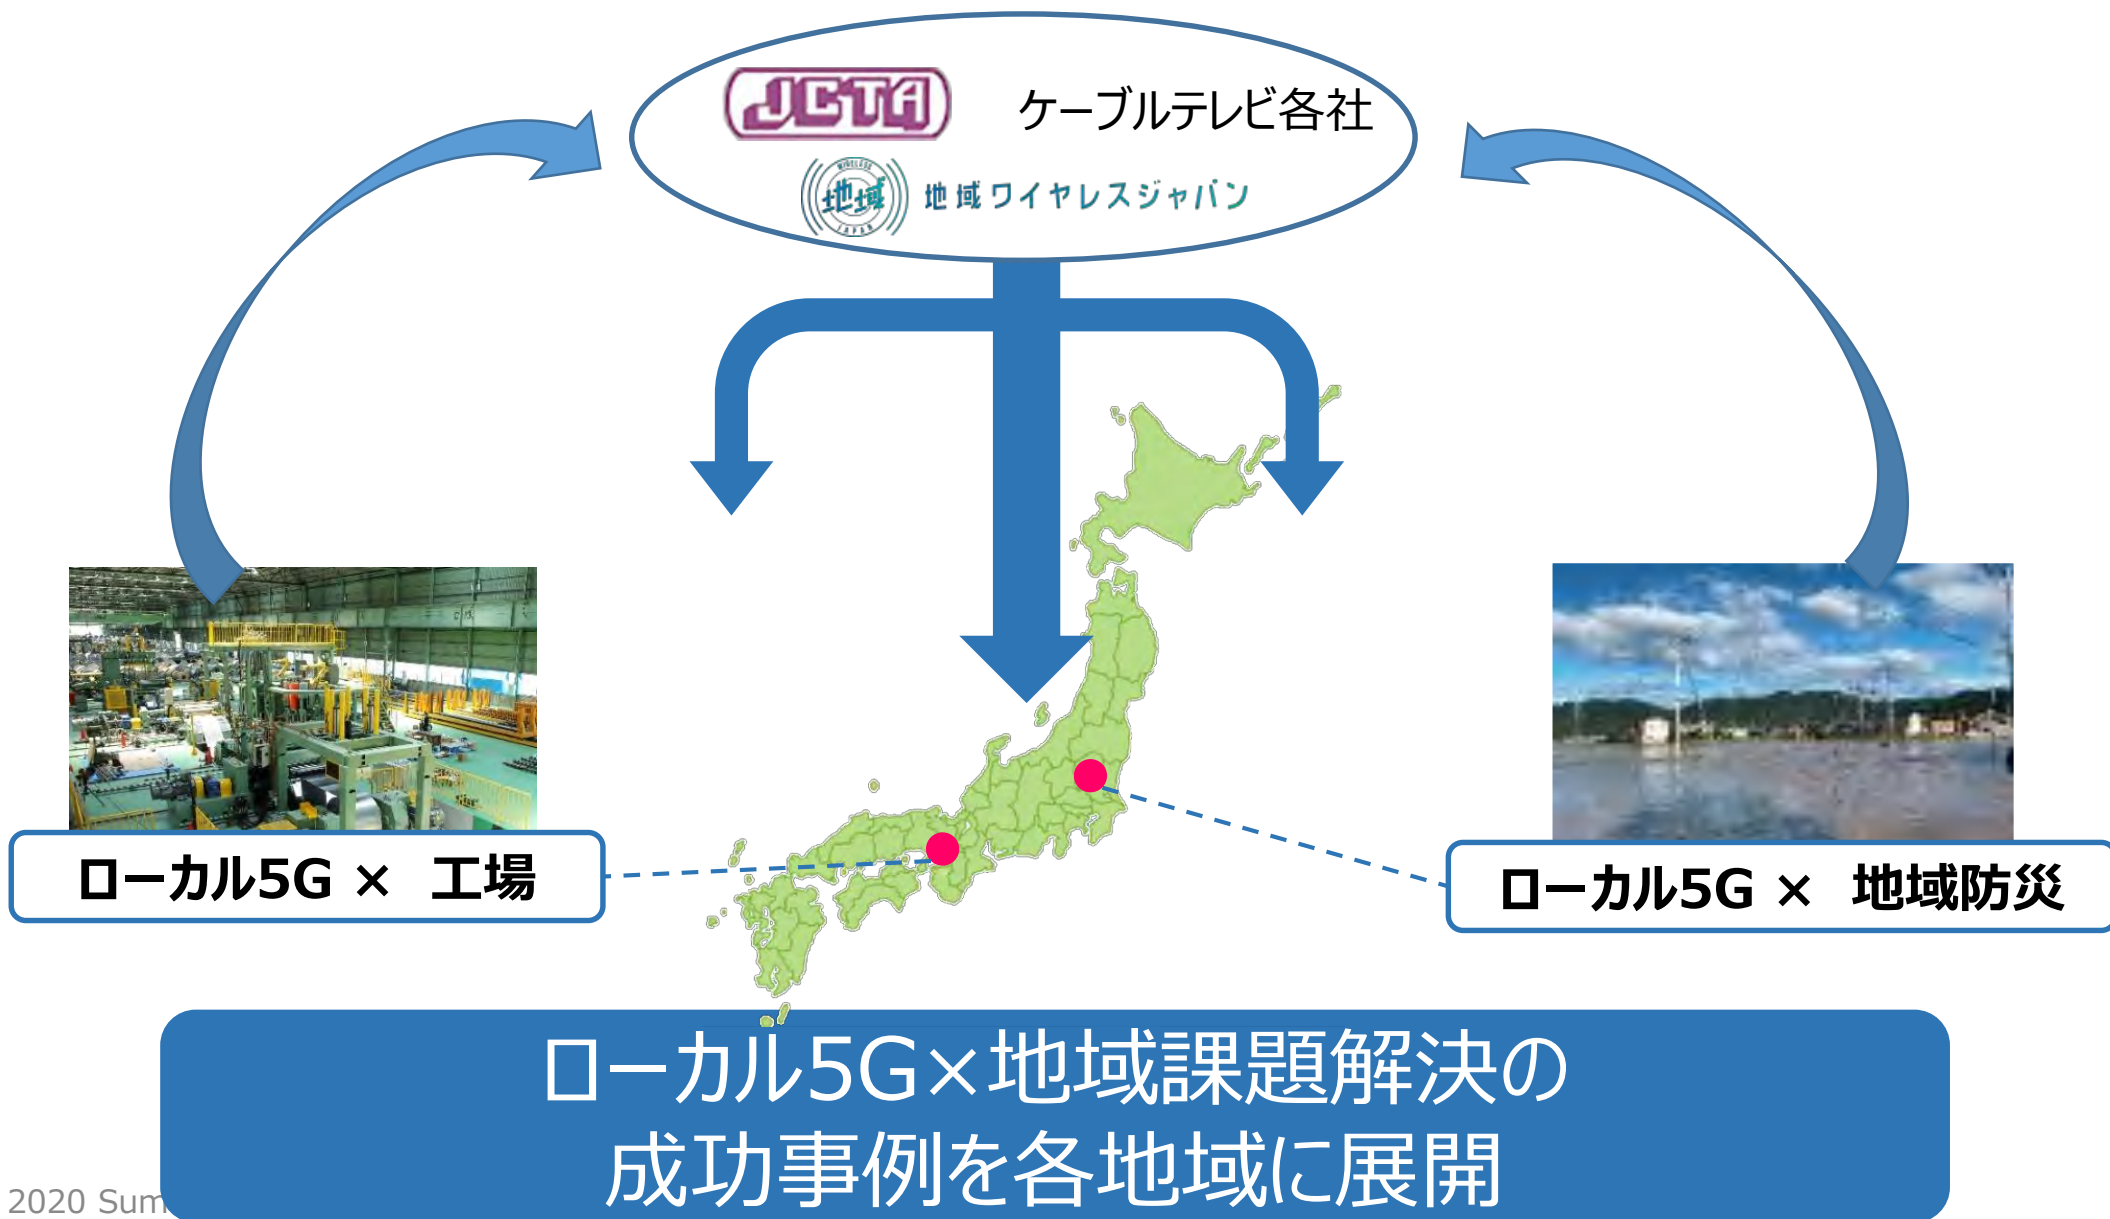 JCTA ケーブルテレビ各社
WIRELESS
地域
JAPAN
地域ワイヤレスジャパン
ローカル5G × 工場
ローカル5G × 地域防災
ローカル5G×地域課題解決の
成功事例を各地域に展開
2020 Sum